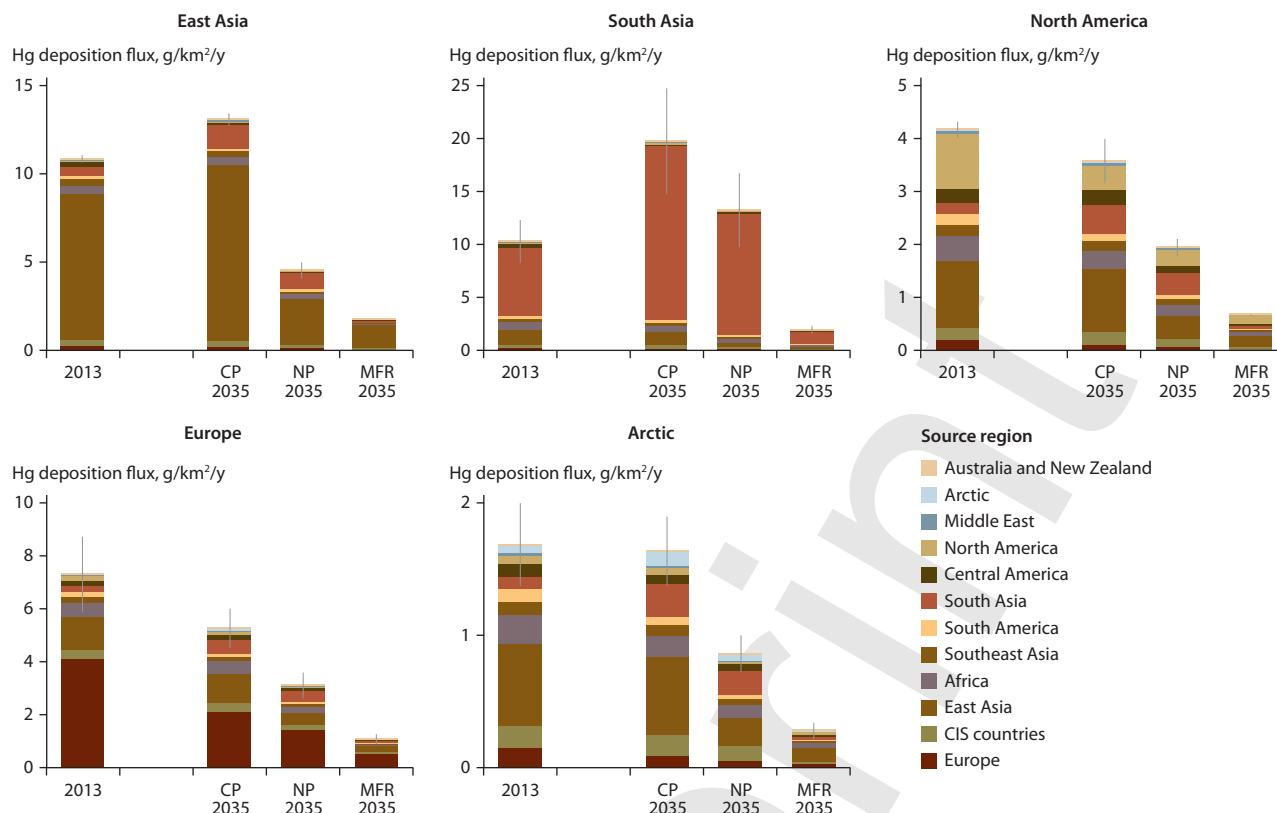 East Asia
Hg deposition flux, g/km²/y
15
10
5
0
2013
CP
2035
NP
2035
MFR
2035
South Asia
Hg deposition flux, g/km²/y
25
20
15
10
5
0
2013
CP
2035
NP
2035
MFR
2035
North America
Hg deposition flux, g/km²/y
5
4
3
2
1
0
2013
CP
2035
NP
2035
MFR
2035
Europe
Hg deposition flux, g/km²/y
10
8
6
4
2
0
2013
CP
2035
NP
2035
MFR
2035
Arctic
Hg deposition flux, g/km²/y
2
1
0
2013
CP
2035
NP
2035
MFR
2035
Source region
Australia and New Zealand
Arctic
Middle East
North America
Central America
South Asia
South America
Southeast Asia
Africa
East Asia
CIS countries
Europe